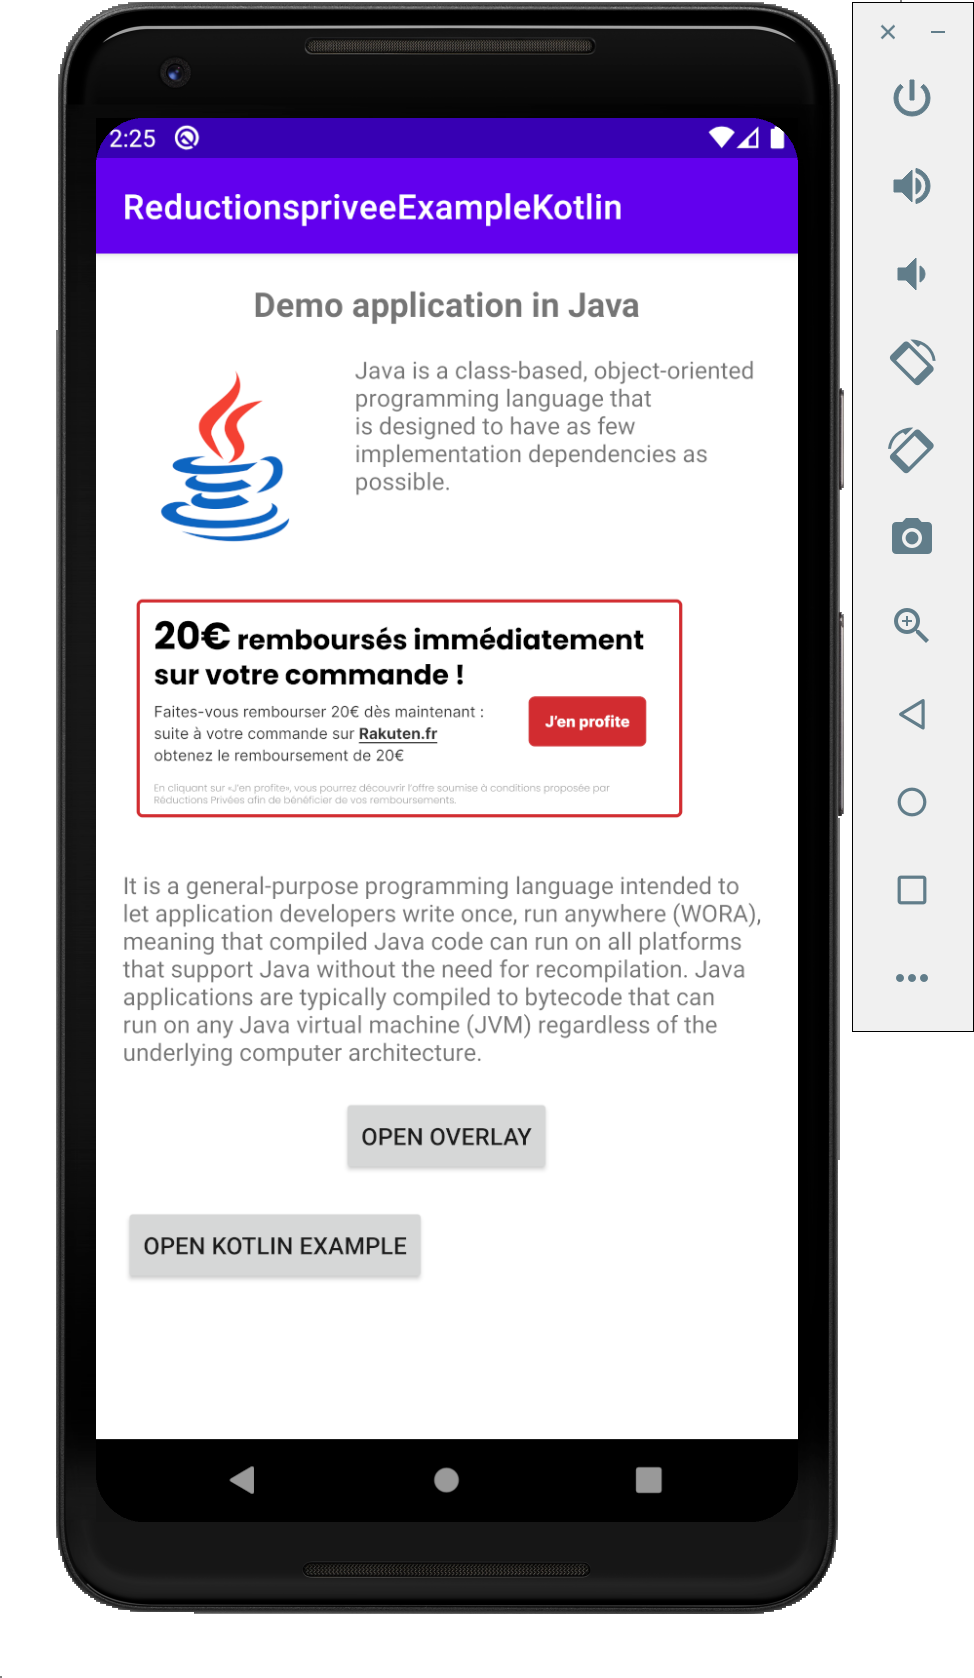 2:25
ReductionspriveeExampleKotlin
Demo application in Java
Java is a class-based, object-oriented
programming language that
is designed to have as few
implementation dependencies as
possible.
20€ remboursés immédiatement
sur votre commande !
Faites-vous rembourser 20€ dès maintenant :
suite à votre commande sur Rakuten.fr
obtenez le remboursement de 20€
J'en profite
En cliquant sur «J'en profite», vous pourrez découvrir l'offre soumise à conditions proposée par
Réductions Privées afin de bénéficier de vos remboursements.
It is a general-purpose programming language intended to
let application developers write once, run anywhere (WORA),
meaning that compiled Java code can run on all platforms
that support Java without the need for recompilation. Java
applications are typically compiled to bytecode that can
run on any Java virtual machine (JVM) regardless of the
underlying computer architecture.
OPEN OVERLAY
OPEN KOTLIN EXAMPLE